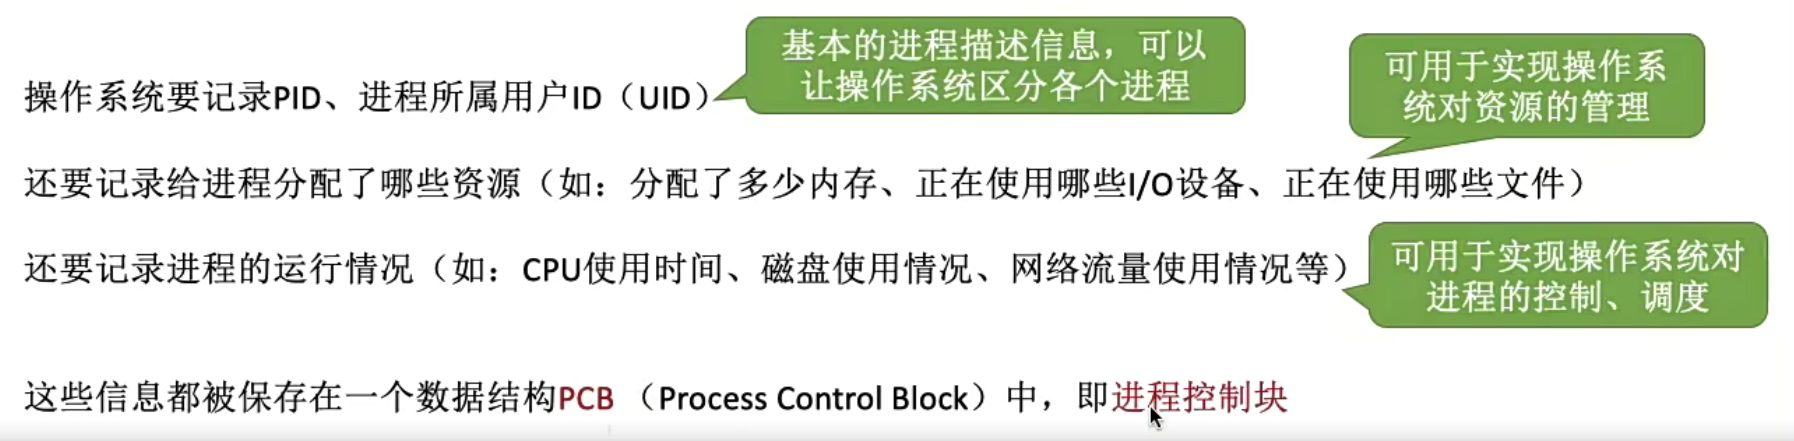 基本的进程描述信息，可以
让操作系统区分各个进程
操作系统要记录PID、进程所属用户ID（UID）
可用于实现操作系
统对资源的管理
还要记录给进程分配了哪些资源（如：分配了多少内存、正在使用哪些I/O设备、正在使用哪些文件）
还要记录进程的运行情况（如：CPU使用时间、磁盘使用情况、网络流量使用情况等）
可用于实现操作系统对
进程的控制、调度
这些信息都被保存在一个数据结构PCB （Process Control Block）中，即进程控制块